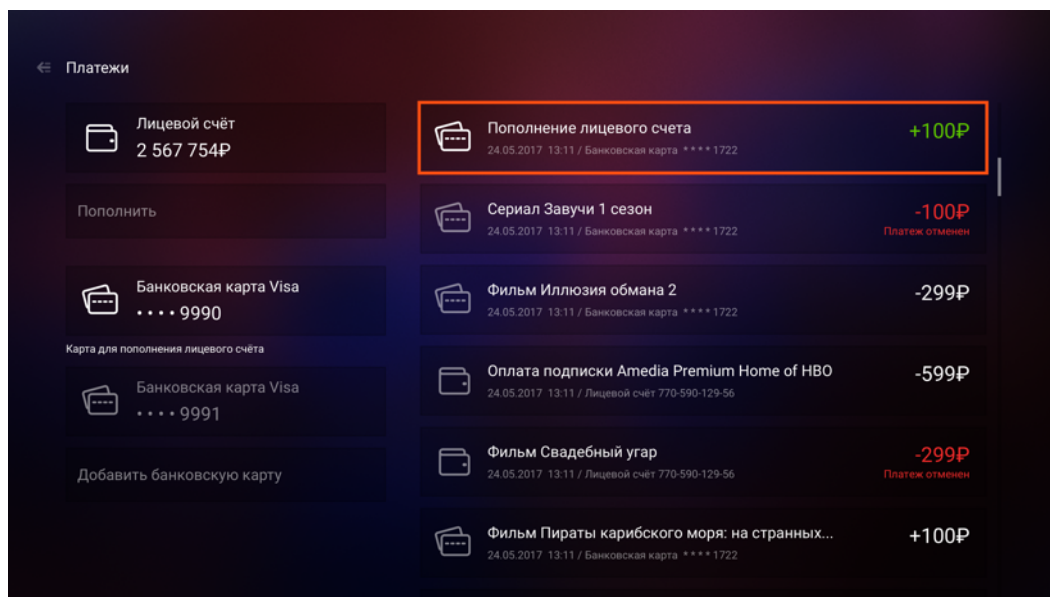 Платежи
Лицевой счёт
2 567 754₽
Пополнить
Банковская карта Visa
•••• 9990
Карта для пополнения лицевого счёта
Банковская карта Visa
•••• 9991
Добавить банковскую карту
Пополнение лицевого счета
+100₽
24.05.2017 13:11 / Банковская карта ****1722
Сериал Завучи 1 сезон
-100₽
24.05.2017 13:11 / Банковская карта ****1722
Платеж отменен
Фильм Иллюзия обмана 2
-299₽
24.05.2017 13:11 / Банковская карта ****1722
Оплата подписки Amedia Premium Home of HBO
-599₽
24.05.2017 13:11 / Лицевой счёт 770-590-129-56
Фильм Свадебный угар
-299₽
24.05.2017 13:11 / Лицевой счёт 770-590-129-56
Платеж отменен
Фильм Пираты карибского моря: на странных...
+100₽
24.05.2017 13:11 / Банковская карта ****1722